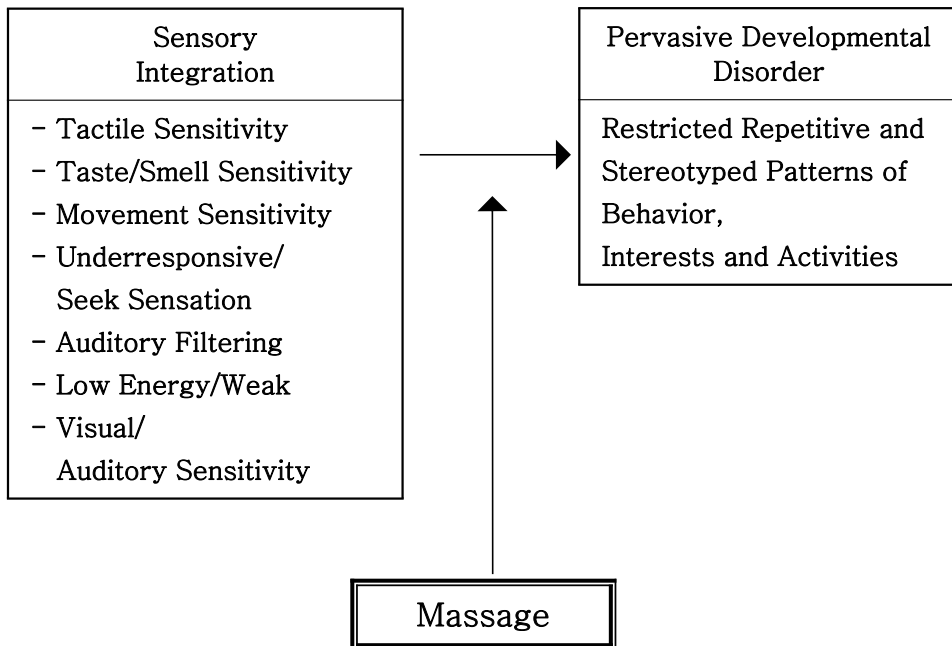 Sensory
Integration
- Tactile Sensitivity
- Taste/Smell Sensitivity
- Movement Sensitivity
- Underresponsive/
Seek Sensation
- Auditory Filtering
- Low Energy/Weak
- Visual/
Auditory Sensitivity
Pervasive Developmental
Disorder
Restricted Repetitive and
Stereotyped Patterns of
Behavior,
Interests and Activities
Massage